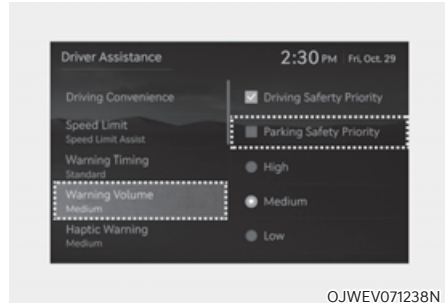 Driver Assistance
2:30 PM Fri, Oct. 29
Driving Convenience
Speed Limit
Speed Limit Assist
Warning Timing
Standard
Warning Volume
Medium
Haptic Warning
Medium
Driving Saferty Priority
Parking Safety Priority
High
Medium
Low
OJWEV071238N